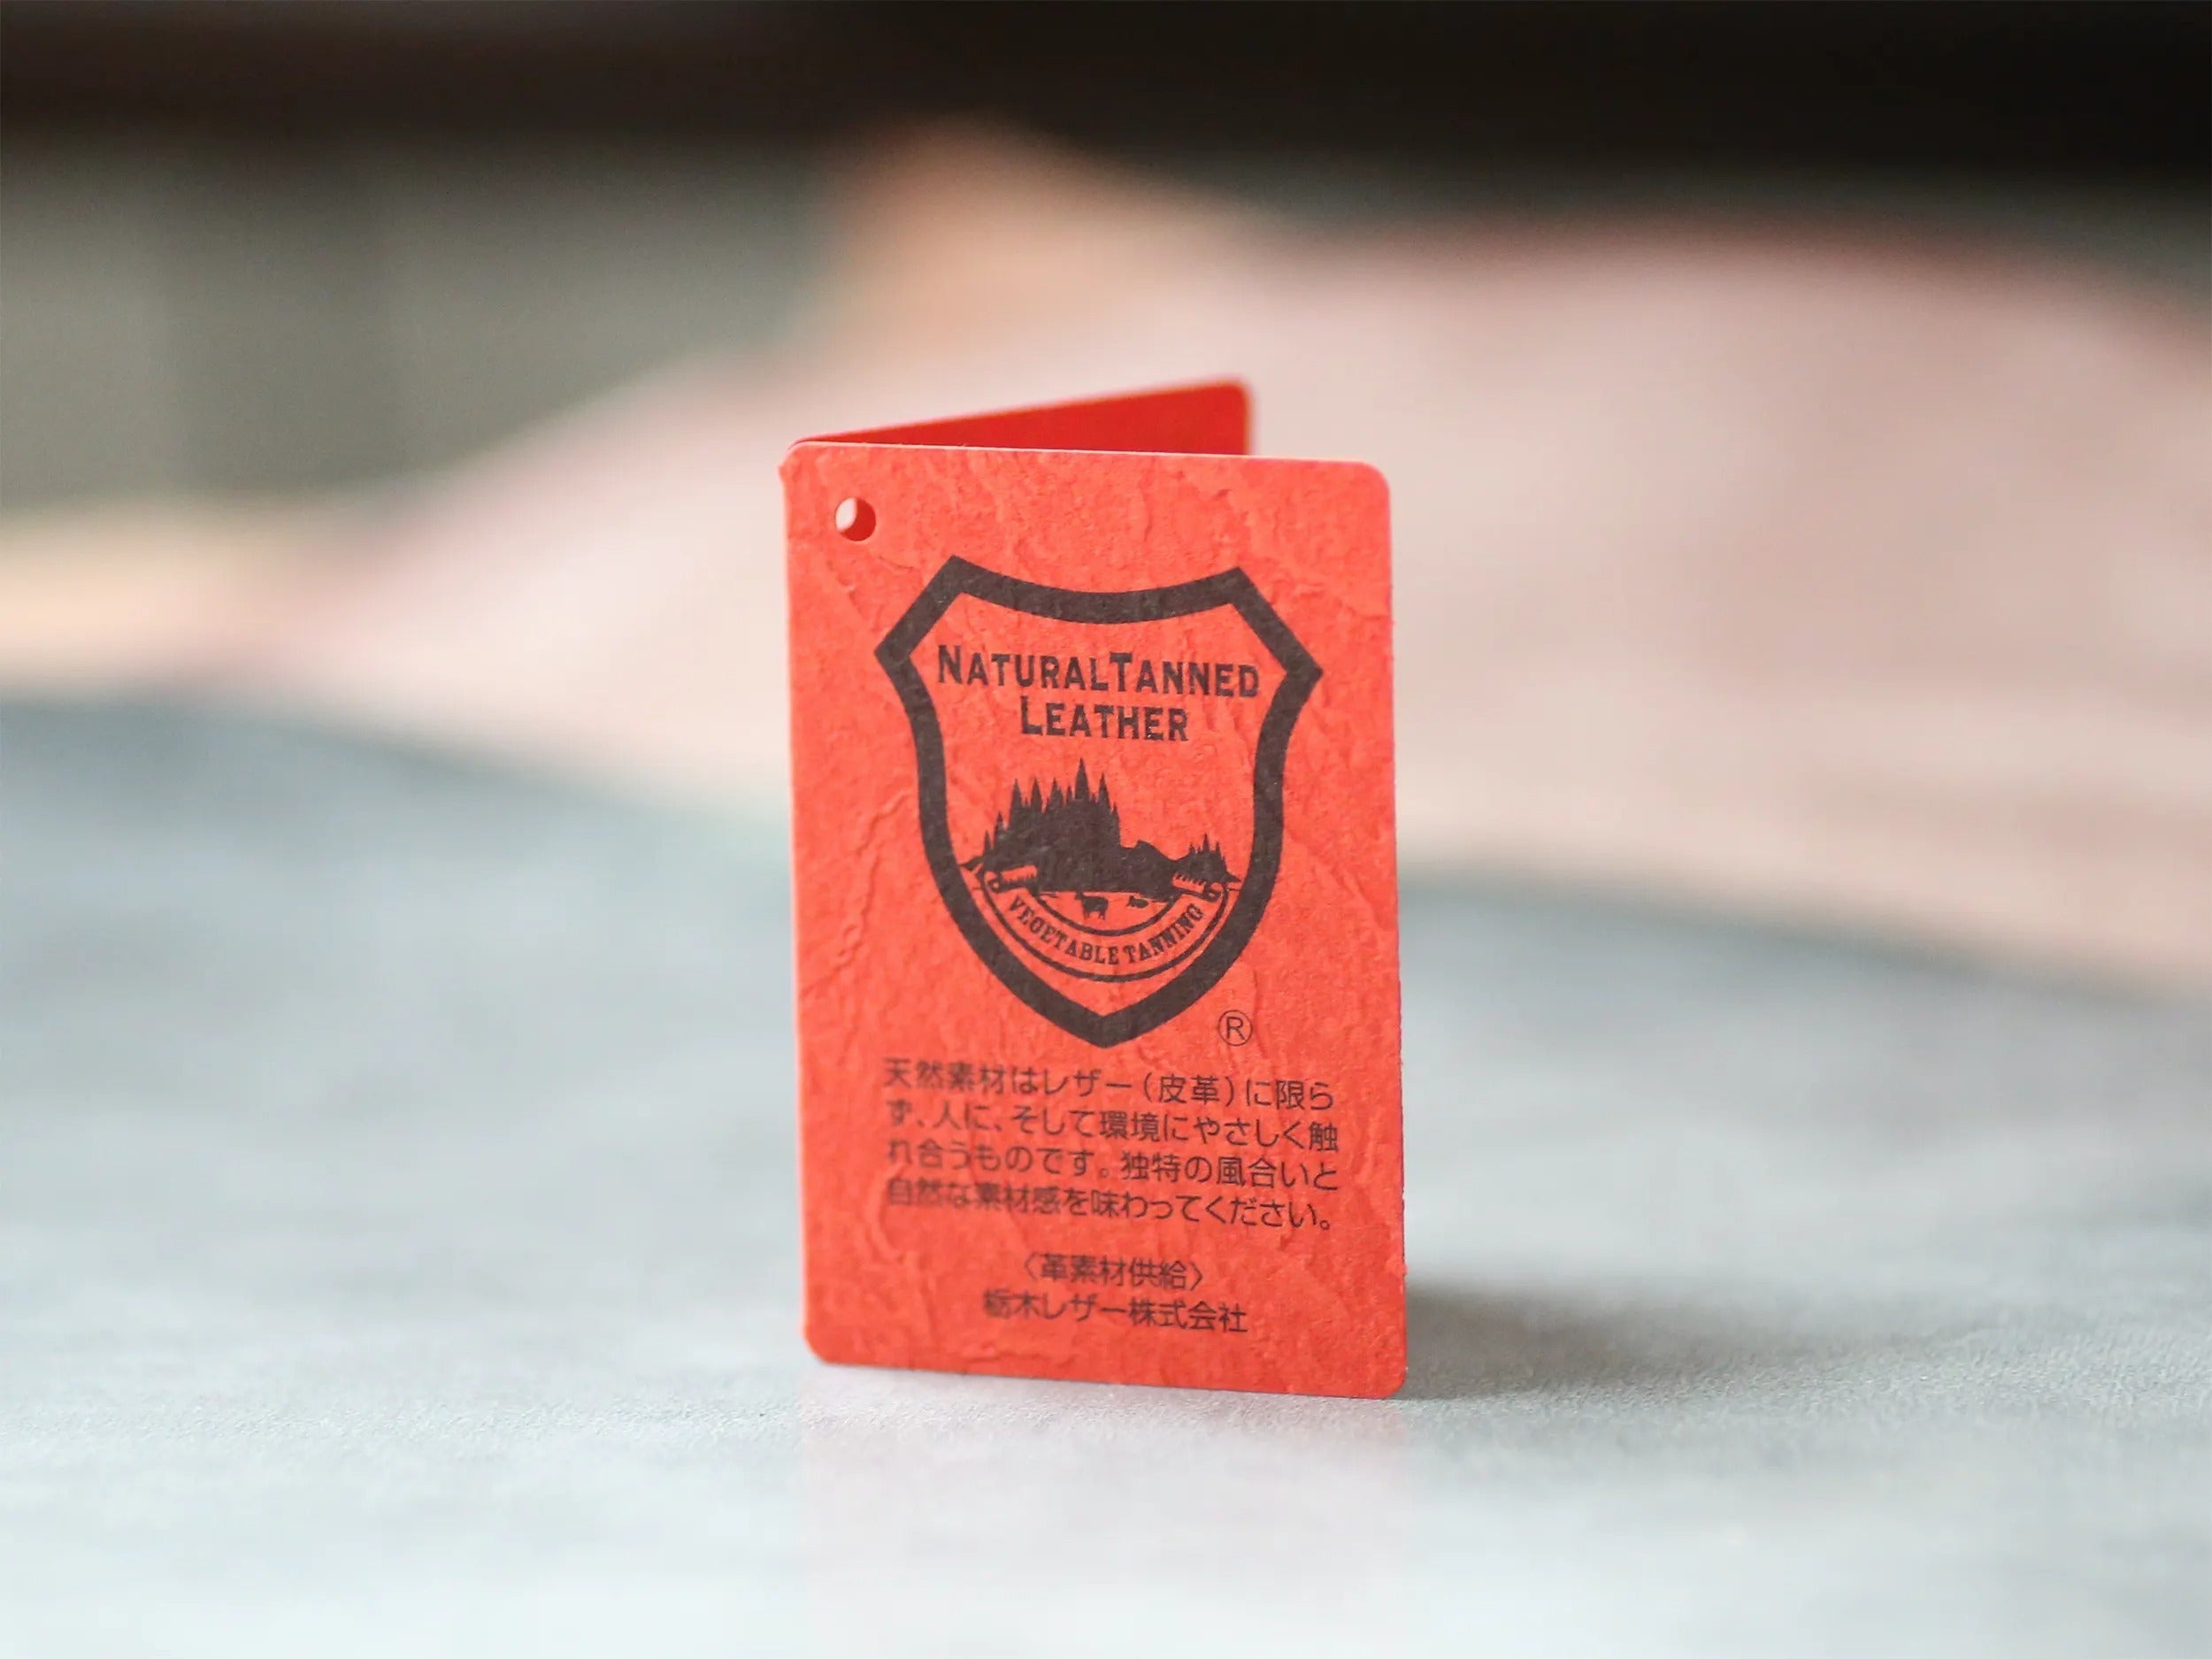 NATURALTANNED
LEATHER
VEGETABLE TANNING
®
天然素材はレザー（皮革）に限ら
ず、人に、そして環境にやさしく触
れ合うものです。独特の風合いと
自然な素材感を味わってください。
〈革素材供給〉
栃木レザー株式会社